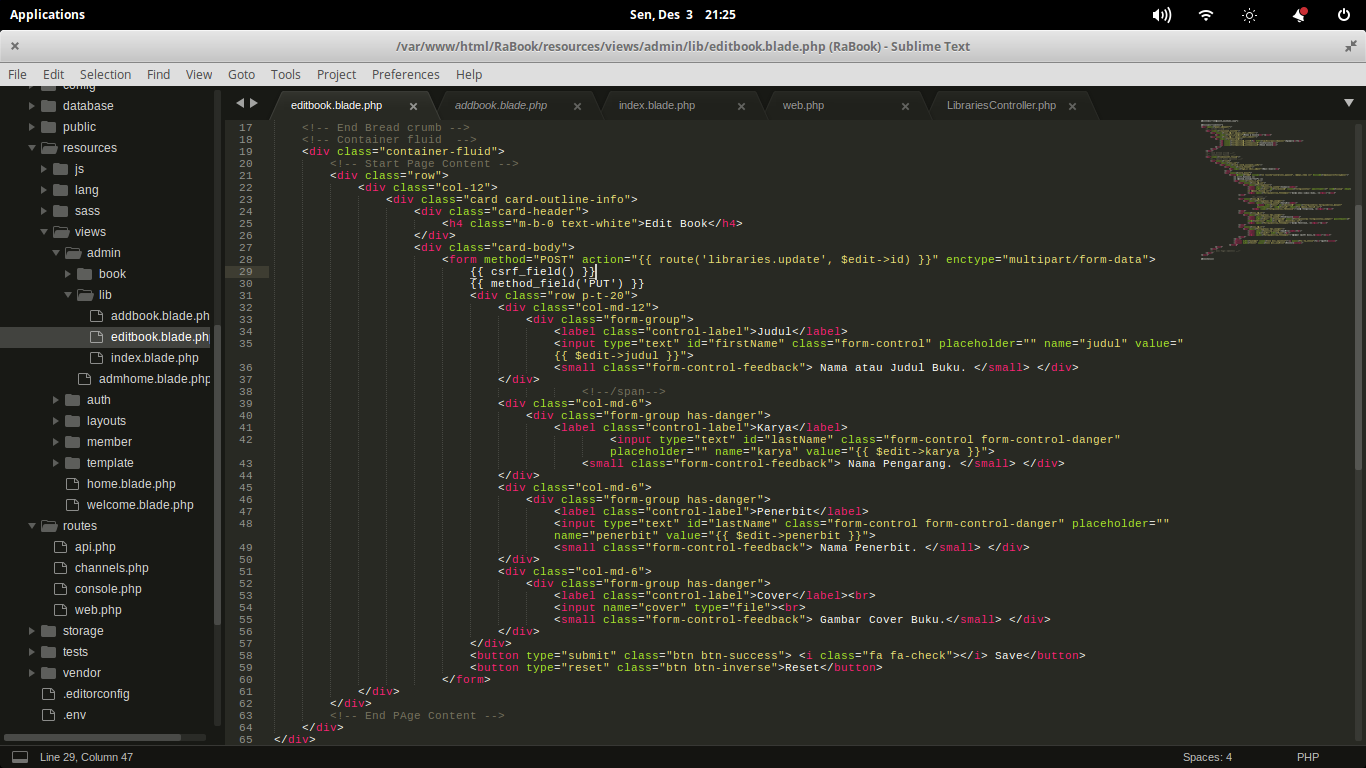 Applications
Sen, Des 3 21:25
/var/www/html/RaBook/resources/views/admin/lib/editbook.blade.php (RaBook) - Sublime Text
File Edit Selection Find View Goto Tools Project Preferences Help
config
database
public
resources
js
lang
sass
views
admin
book
lib
addbook.blade.ph
editbook.blade.php
index.blade.php
admhome.blade.php
auth
layouts
member
template
home.blade.php
welcome.blade.php
routes
api.php
channels.php
console.php
web.php
storage
tests
vendor
.editorconfig
.env
editbook.blade.php addbook.blade.php index.blade.php web.php LibrariesController.php
17 <!-- End Bread crumb -->
18 <!-- Container fluid  -->
19 <div class="container-fluid">
20 <!-- Start Page Content -->
21 <div class="row">
22 <div class="col-12">
23 <div class="card card-outline-info">
24 <div class="card-header">
25 <h4 class="m-b-0 text-white">Edit Book</h4>
26 </div>
27 <div class="card-body">
28 <form method="POST" action="{{ route('libraries.update', $edit->id) }}" enctype="multipart/form-data">
29 {{ csrf_field() }}
30 {{ method_field('PUT') }}
31 <div class="row p-t-20">
32 <div class="col-md-12">
33 <div class="form-group">
34 <label class="control-label">Judul</label>
35 <input type="text" id="firstName" class="form-control" placeholder="" name="judul" value="
{{ $edit->judul }}">
36 <small class="form-control-feedback"> Nama atau Judul Buku. </small> </div>
37 </div>
38 <!--/span-->
39 <div class="col-md-6">
40 <div class="form-group has-danger">
41 <label class="control-label">Karya</label>
42 <input type="text" id="lastName" class="form-control form-control-danger"
placeholder="" name="karya" value="{{ $edit->karya }}">
43 <small class="form-control-feedback"> Nama Pengarang. </small> </div>
44 </div>
45 <div class="col-md-6">
46 <div class="form-group has-danger">
47 <label class="control-label">Penerbit</label>
48 <input type="text" id="lastName" class="form-control form-control-danger" placeholder=""
name="penerbit" value="{{ $edit->penerbit }}">
49 <small class="form-control-feedback"> Nama Penerbit. </small> </div>
50 </div>
51 <div class="col-md-6">
52 <div class="form-group has-danger">
53 <label class="control-label">Cover</label><br>
54 <input name="cover" type="file"><br>
55 <small class="form-control-feedback"> Gambar Cover Buku.</small> </div>
56 </div>
57 </div>
58 <button type="submit" class="btn btn-success"> <i class="fa fa-check"></i> Save</button>
59 <button type="reset" class="btn btn-inverse">Reset</button>
60 </form>
61 </div>
62 </div>
63 <!-- End PAge Content -->
64 </div>
65 </div>
Line 29, Column 47
Spaces: 4
PHP